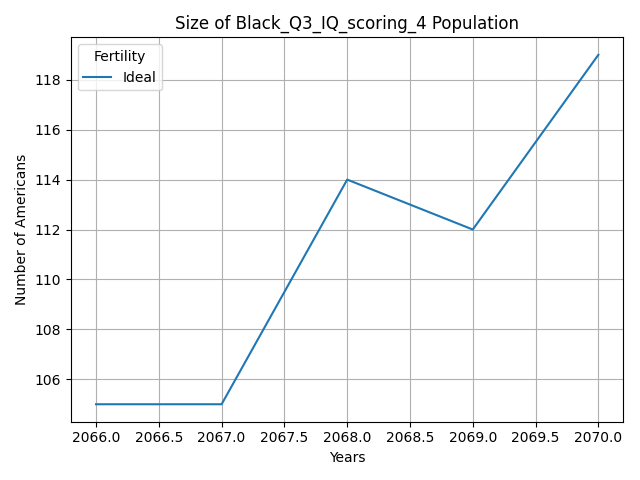 Size of Black_Q3_IQ_scoring_4 Population
Fertility
Ideal
Number of Americans
118
116
114
112
110
108
106
2066.0 2066.5 2067.0 2067.5 2068.0 2068.5 2069.0 2069.5 2070.0
Years